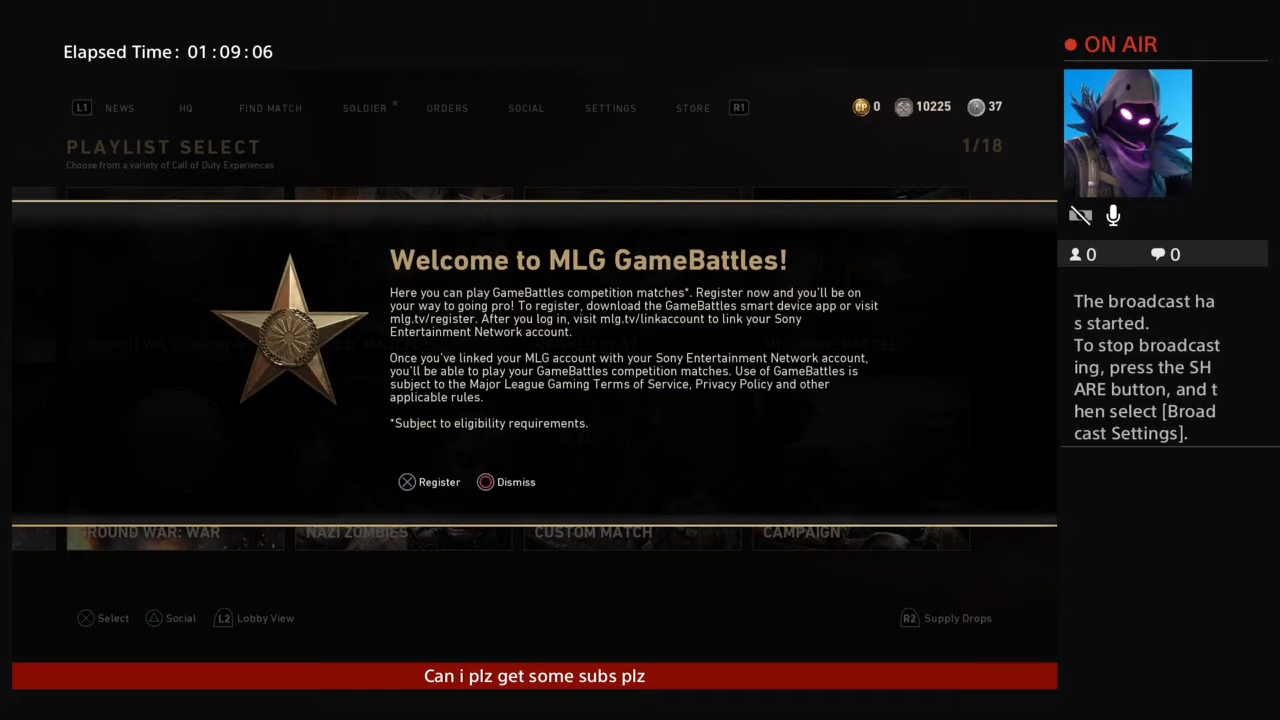 Elapsed Time: 01:09:06
ON AIR
L1 NEWS HQ FIND MATCH SOLDIER * ORDERS SOCIAL SETTINGS STORE R1 CP 0 10225 37
PLAYLIST SELECT 1/18
Choose from a variety of Call of Duty Experiences
0 0
Welcome to MLG GameBattles!
Here you can play GameBattles competition matches*. Register now and you'll be on
your way to going pro! To register, download the GameBattles smart device app or visit
mlg.tv/register. After you log in, visit mlg.tv/linkaccount to link your Sony
Entertainment Network account.
Once you've linked your MLG account with your Sony Entertainment Network account,
you'll be able to play your GameBattles competition matches. Use of GameBattles is
subject to the Major League Gaming Terms of Service, Privacy Policy and other
applicable rules.
*Subject to eligibility requirements.
Register Dismiss
The broadcast ha
s started.
To stop broadcast
ing, press the SH
ARE button, and t
hen select [Broad
cast Settings].
GROUND WAR: WAR NAZI ZOMBIES CUSTOM MATCH CAMPAIGN
Select Social L2 Lobby View R2 Supply Drops
Can i plz get some subs plz